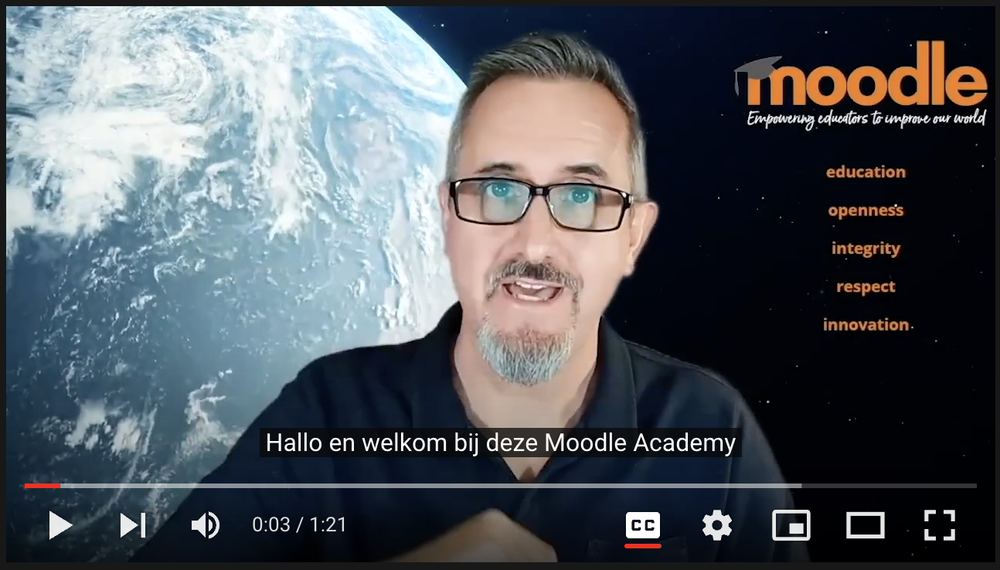 moodle
Empowering educators to improve our world
education
openness
integrity
respect
innovation
Hallo en welkom bij deze Moodle Academy
0:03 / 1:21
CC